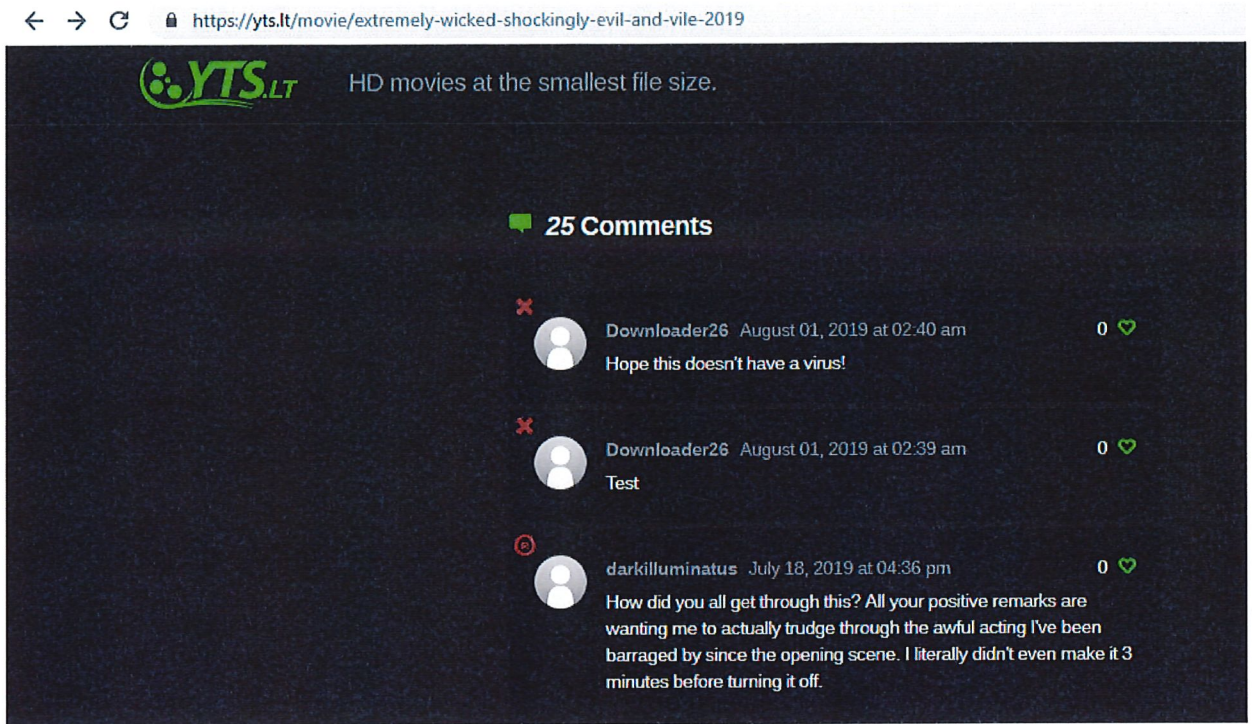 https://yts.lt/movie/extremely-wicked-shockingly-evil-and-vile-2019
YTS.LT HD movies at the smallest file size.
25 Comments
Downloader26 August 01, 2019 at 02:40 am 0
Hope this doesn't have a virus!
Downloader26 August 01, 2019 at 02:39 am 0
Test
darkilluminatus July 18, 2019 at 04:36 pm 0
How did you all get through this? All your positive remarks are
wanting me to actually trudge through the awful acting I've been
barraged by since the opening scene. I literally didn't even make it 3
minutes before turning it off.